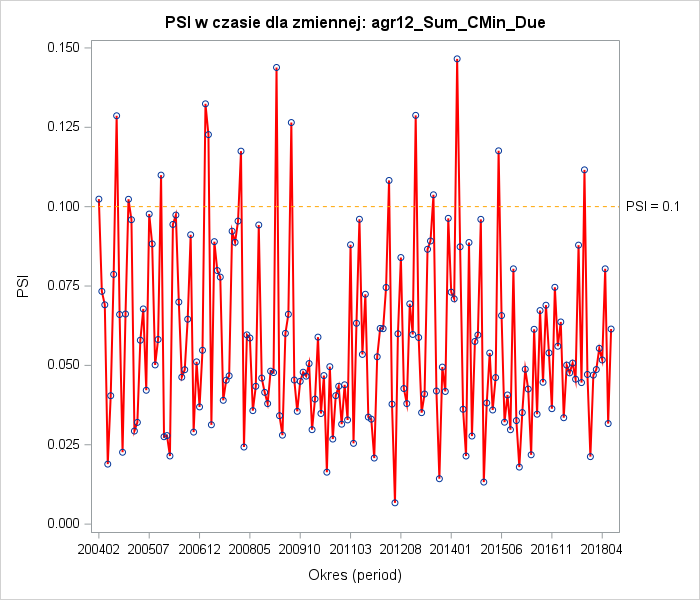 PSI w czasie dla zmiennej: agr12_Sum_CMin_Due
0.150
0.125
0.100
0.075
0.050
0.025
0.000
PSI
PSI = 0.1
200402 200507 200612 200805 200910 201103 201208 201401 201506 201611 201804
Okres (period)